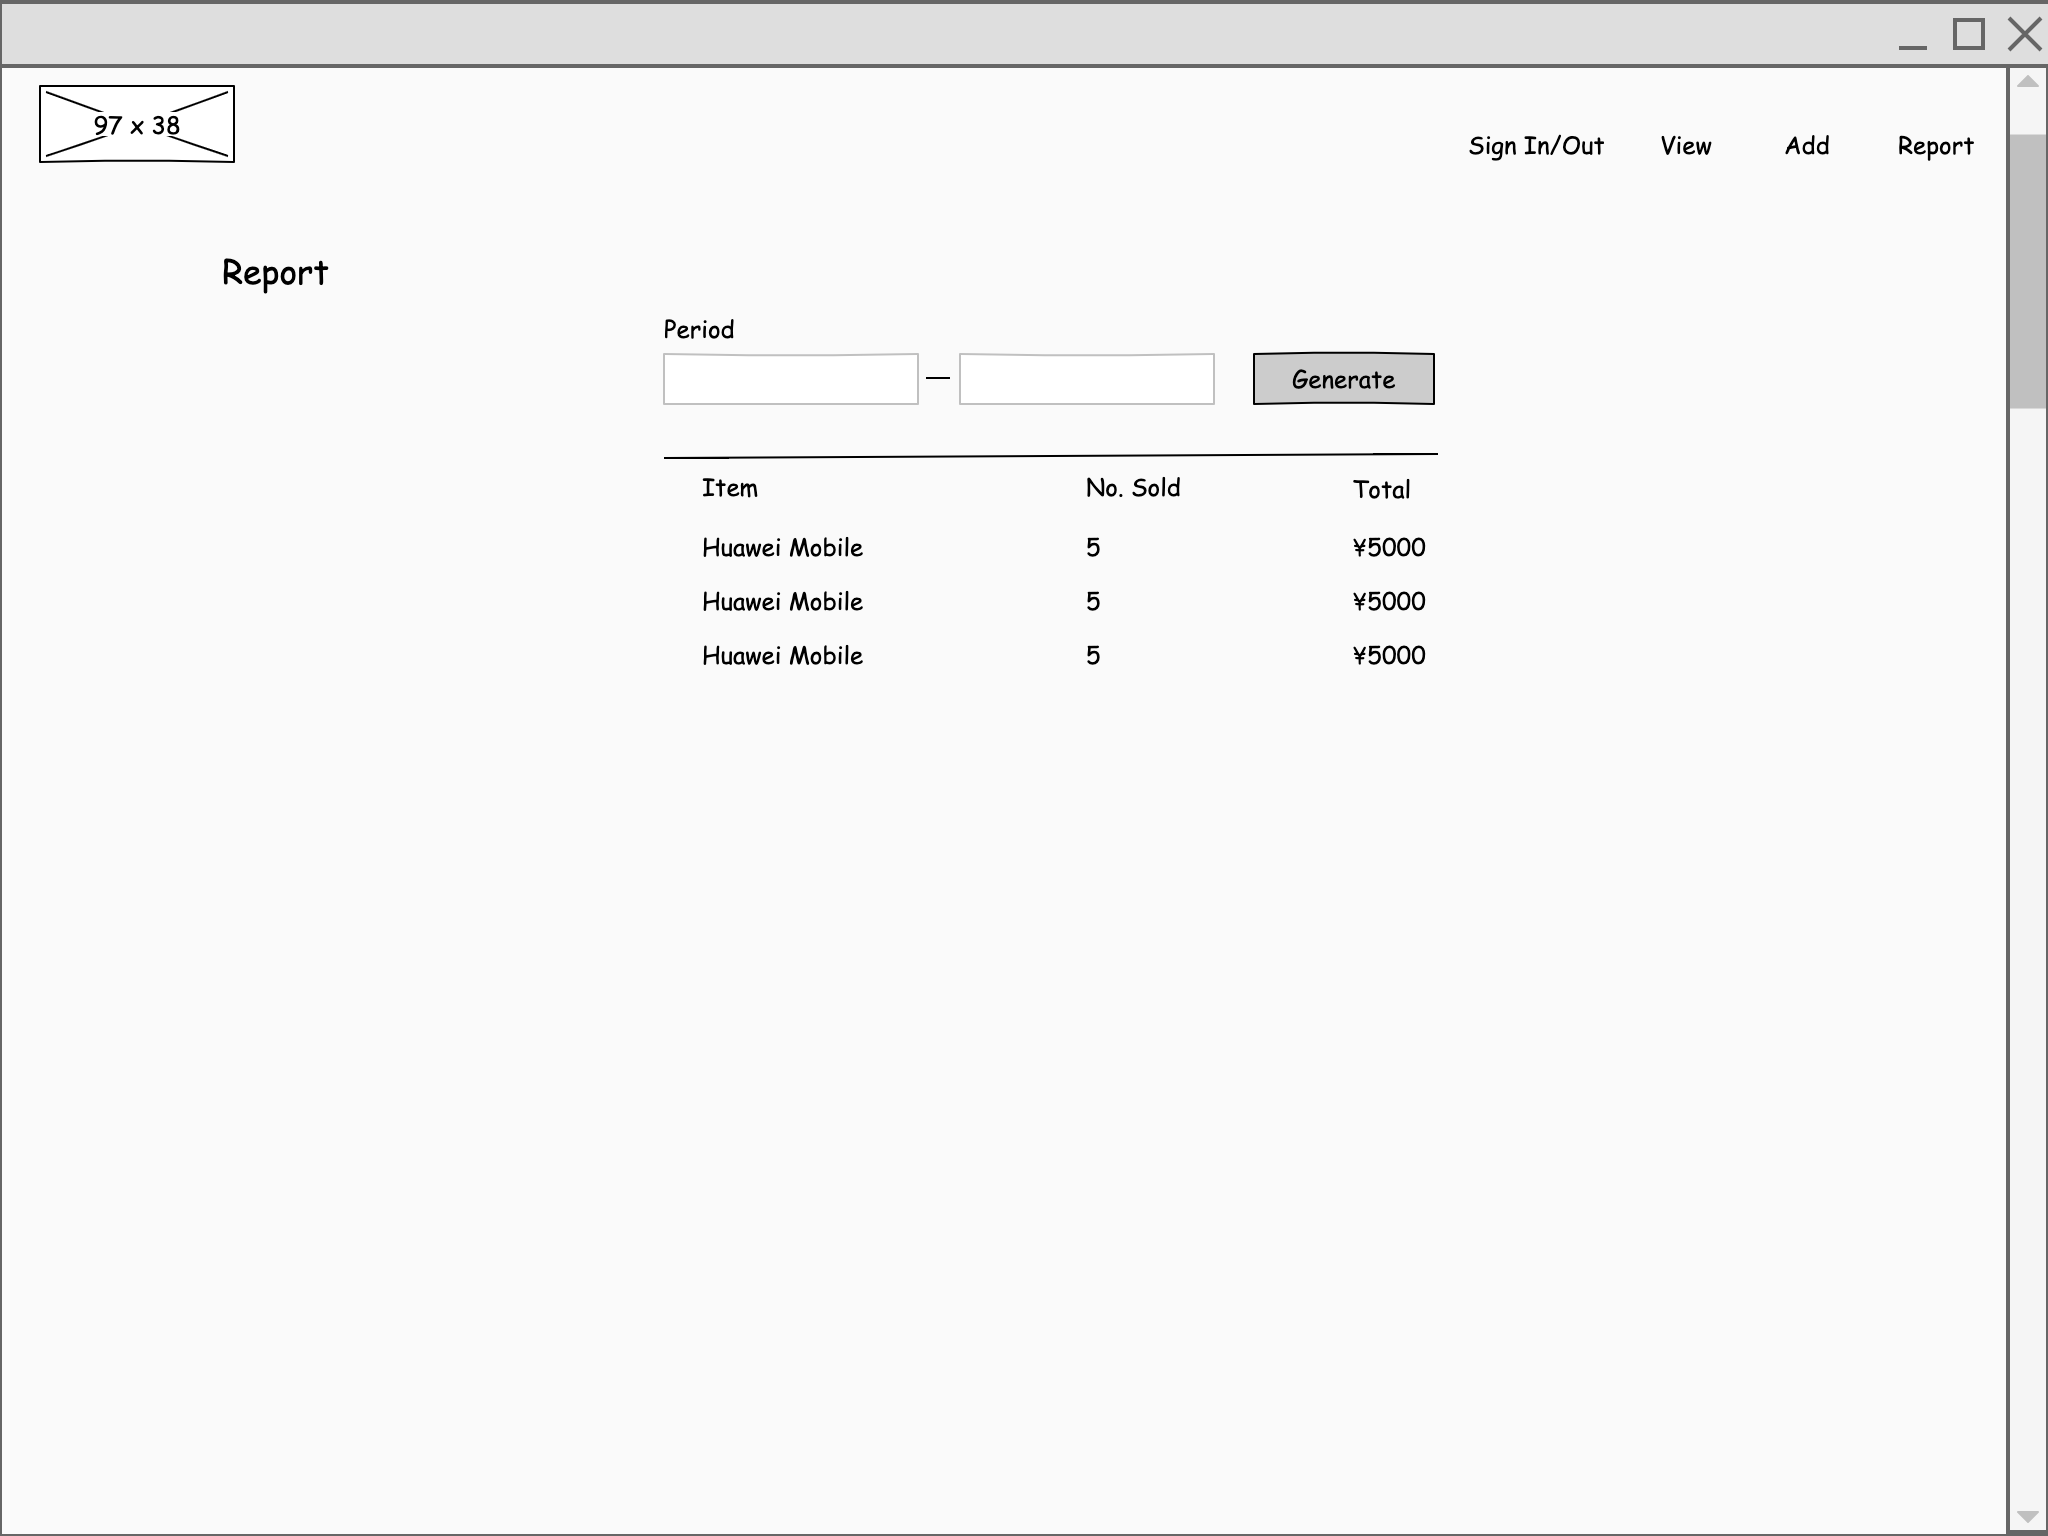 97 x 38
Sign In/Out View Add Report
Report
Period
Generate
Item No. Sold Total
Huawei Mobile 5 ¥5000
Huawei Mobile 5 ¥5000
Huawei Mobile 5 ¥5000